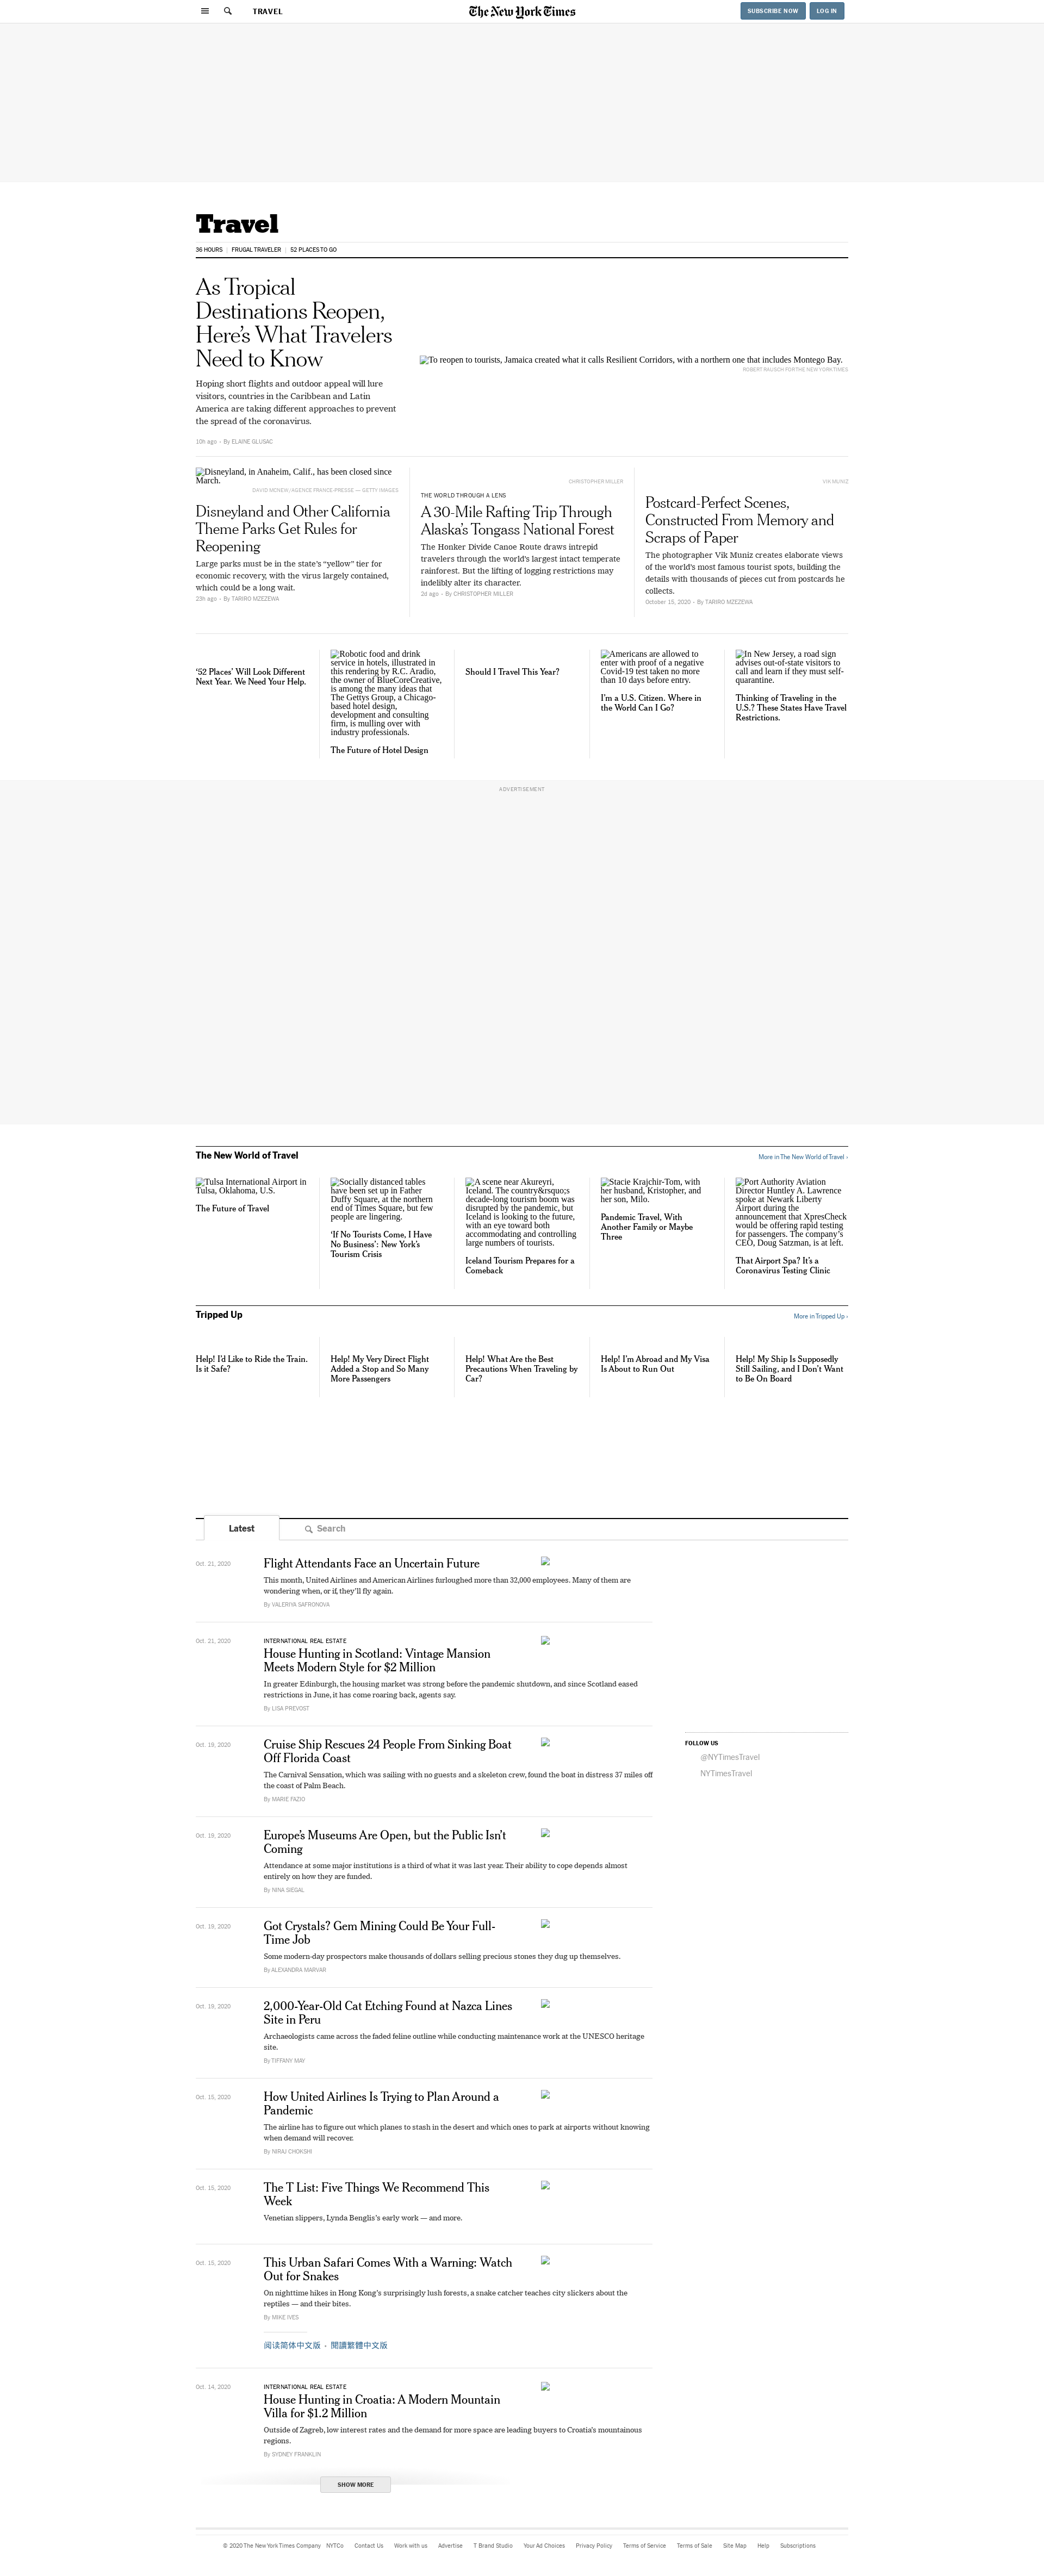 TRAVEL
The New York Times
SUBSCRIBE NOW
LOG IN
Travel
36 HOURS
FRUGAL TRAVELER
52 PLACES TO GO
As Tropical
Destinations Reopen,
Here’s What Travelers
Need to Know
Hoping short flights and outdoor appeal will lure
visitors, countries in the Caribbean and Latin
America are taking different approaches to prevent
the spread of the coronavirus.
10h ago - By ELAINE GLUSAC
To reopen to tourists, Jamaica created what it calls Resilient Corridors, with a northern one that includes Montego Bay.
ROBERT RAUSCH FOR THE NEW YORK TIMES
Disneyland, in Anaheim, Calif., has been closed since
March.
DAVID MCNEW/AGENCE FRANCE-PRESSE — GETTY IMAGES
Disneyland and Other California
Theme Parks Get Rules for
Reopening
Large parks must be in the state’s “yellow” tier for
economic recovery, with the virus largely contained,
which could be a long wait.
23h ago - By TARIRO MZEZEWA
CHRISTOPHER MILLER
THE WORLD THROUGH A LENS
A 30-Mile Rafting Trip Through
Alaska’s Tongass National Forest
The Honker Divide Canoe Route draws intrepid
travelers through the world’s largest intact temperate
rainforest. But the lifting of logging restrictions may
indelibly alter its character.
2d ago - By CHRISTOPHER MILLER
VIK MUNIZ
Postcard-Perfect Scenes,
Constructed From Memory and
Scraps of Paper
The photographer Vik Muniz creates elaborate views
of the world’s most famous tourist spots, building the
details with thousands of pieces cut from postcards he
collects.
October 15, 2020 - By TARIRO MZEZEWA
‘52 Places’ Will Look Different
Next Year. We Need Your Help.
Robotic food and drink
service in hotels, illustrated in
this rendering by R.C. Aradio,
the owner of BlueCoreCreative,
is among the many ideas that
The Gettys Group, a Chicago-
based hotel design,
development and consulting
firm, is mulling over with
industry professionals.
The Future of Hotel Design
Should I Travel This Year?
Americans are allowed to
enter with proof of a negative
Covid-19 test taken no more
than 10 days before entry.
I’m a U.S. Citizen. Where in
the World Can I Go?
In New Jersey, a road sign
advises out-of-state visitors to
call and learn if they must self-
quarantine.
Thinking of Traveling in the
U.S.? These States Have Travel
Restrictions.
ADVERTISEMENT
The New World of Travel
More in The New World of Travel ›
Tulsa International Airport in
Tulsa, Oklahoma, U.S.
The Future of Travel
Socially distanced tables
have been set up in Father
Duffy Square, at the northern
end of Times Square, but few
people are lingering.
‘If No Tourists Come, I Have
No Business’: New York’s
Tourism Crisis
A scene near Akureyri,
Iceland. The country&rsquo;s
decade-long tourism boom was
disrupted by the pandemic, but
Iceland is looking to the future,
with an eye toward both
accommodating and controlling
large numbers of tourists.
Iceland Tourism Prepares for a
Comeback
Stacie Krajchir-Tom, with
her husband, Kristopher, and
her son, Milo.
Pandemic Travel, With
Another Family or Maybe
Three
Port Authority Aviation
Director Huntley A. Lawrence
spoke at Newark Liberty
Airport during the
announcement that XpresCheck
would be offering rapid testing
for passengers. The company’s
CEO, Doug Satzman, is at left.
That Airport Spa? It’s a
Coronavirus Testing Clinic
Tripped Up
More in Tripped Up ›
Help! I’d Like to Ride the Train.
Is it Safe?
Help! My Very Direct Flight
Added a Stop and So Many
More Passengers
Help! What Are the Best
Precautions When Traveling by
Car?
Help! I’m Abroad and My Visa
Is About to Run Out
Help! My Ship Is Supposedly
Still Sailing, and I Don’t Want
to Be On Board
Latest
Search
Oct. 21, 2020
Flight Attendants Face an Uncertain Future
This month, United Airlines and American Airlines furloughed more than 32,000 employees. Many of them are
wondering when, or if, they’ll fly again.
By VALERIYA SAFRONOVA
Oct. 21, 2020
INTERNATIONAL REAL ESTATE
House Hunting in Scotland: Vintage Mansion
Meets Modern Style for $2 Million
In greater Edinburgh, the housing market was strong before the pandemic shutdown, and since Scotland eased
restrictions in June, it has come roaring back, agents say.
By LISA PREVOST
Oct. 19, 2020
Cruise Ship Rescues 24 People From Sinking Boat
Off Florida Coast
The Carnival Sensation, which was sailing with no guests and a skeleton crew, found the boat in distress 37 miles off
the coast of Palm Beach.
By MARIE FAZIO
FOLLOW US
@NYTimesTravel
NYTimesTravel
Oct. 19, 2020
Europe’s Museums Are Open, but the Public Isn’t
Coming
Attendance at some major institutions is a third of what it was last year. Their ability to cope depends almost
entirely on how they are funded.
By NINA SIEGAL
Oct. 19, 2020
Got Crystals? Gem Mining Could Be Your Full-
Time Job
Some modern-day prospectors make thousands of dollars selling precious stones they dug up themselves.
By ALEXANDRA MARVAR
Oct. 19, 2020
2,000-Year-Old Cat Etching Found at Nazca Lines
Site in Peru
Archaeologists came across the faded feline outline while conducting maintenance work at the UNESCO heritage
site.
By TIFFANY MAY
Oct. 15, 2020
How United Airlines Is Trying to Plan Around a
Pandemic
The airline has to figure out which planes to stash in the desert and which ones to park at airports without knowing
when demand will recover.
By NIRAJ CHOKSHI
Oct. 15, 2020
The T List: Five Things We Recommend This
Week
Venetian slippers, Lynda Benglis’s early work — and more.
Oct. 15, 2020
This Urban Safari Comes With a Warning: Watch
Out for Snakes
On nighttime hikes in Hong Kong’s surprisingly lush forests, a snake catcher teaches city slickers about the
reptiles — and their bites.
By MIKE IVES
阅读简体中文版 • 閱讀繁體中文版
Oct. 14, 2020
INTERNATIONAL REAL ESTATE
House Hunting in Croatia: A Modern Mountain
Villa for $1.2 Million
Outside of Zagreb, low interest rates and the demand for more space are leading buyers to Croatia’s mountainous
regions.
By SYDNEY FRANKLIN
SHOW MORE
© 2020 The New York Times Company NYTCo Contact Us Work with us Advertise T Brand Studio Your Ad Choices Privacy Policy Terms of Service Terms of Sale Site Map Help Subscriptions